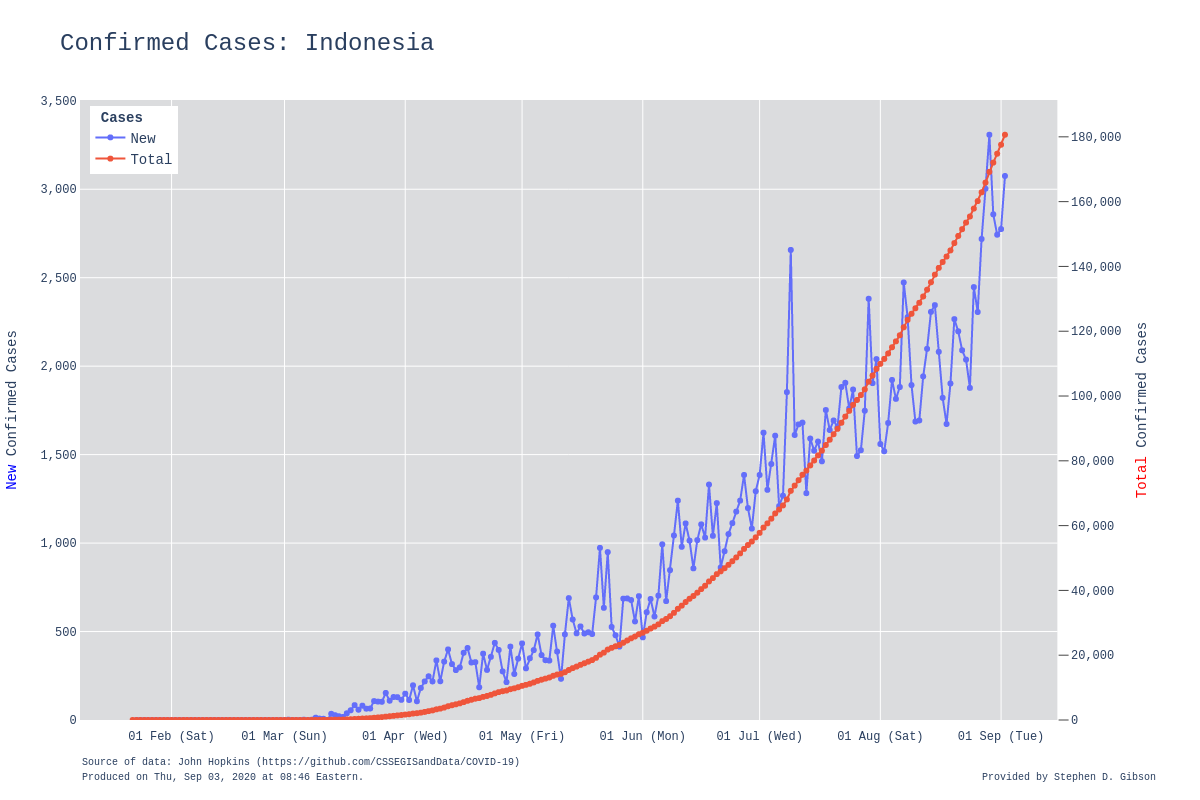 Confirmed Cases: Indonesia
Cases
New
Total
3,500
3,000
2,500
2,000
1,500
1,000
500
0
New Confirmed Cases
180,000
160,000
140,000
120,000
100,000
80,000
60,000
40,000
20,000
0
Total Confirmed Cases
01 Feb (Sat) 01 Mar (Sun) 01 Apr (Wed) 01 May (Fri) 01 Jun (Mon) 01 Jul (Wed) 01 Aug (Sat) 01 Sep (Tue)
Source of data: John Hopkins (https://github.com/CSSEGISandData/COVID-19)
Produced on Thu, Sep 03, 2020 at 08:46 Eastern.
Provided by Stephen D. Gibson